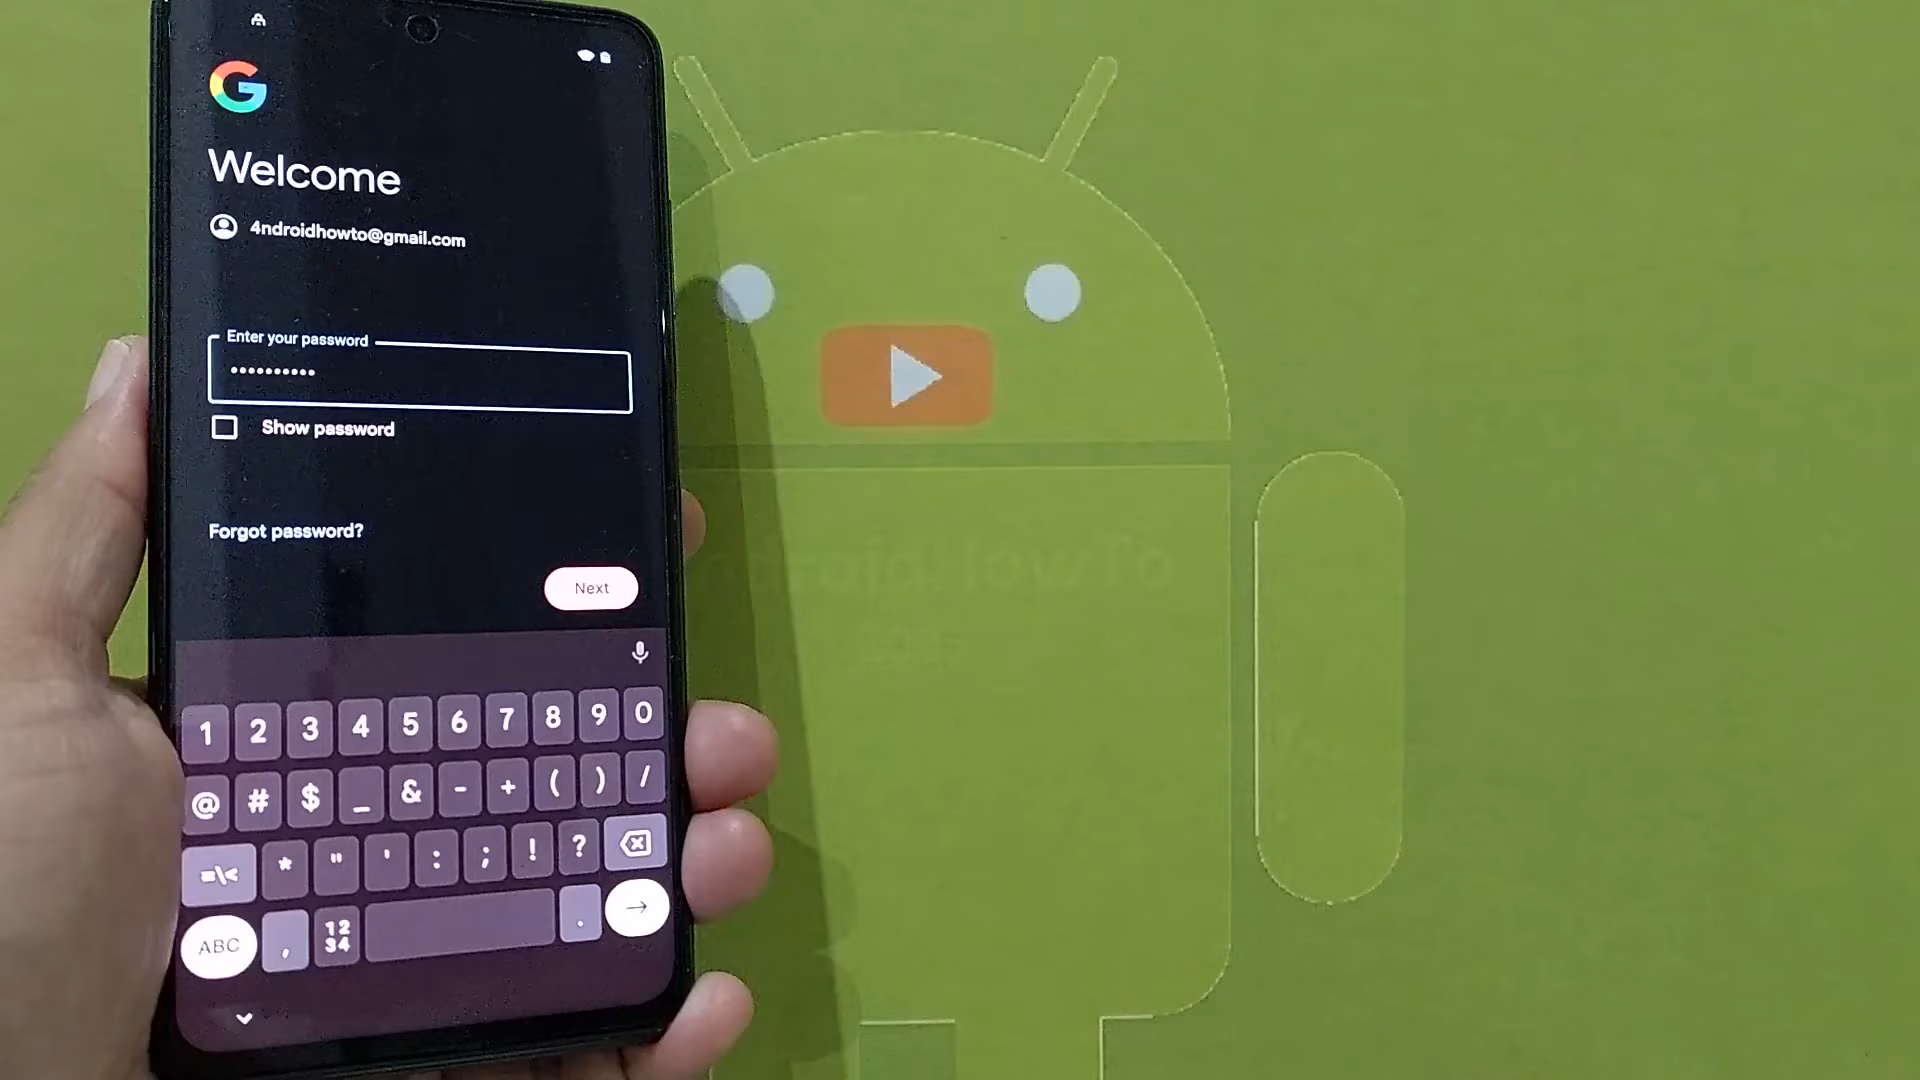 Welcome
4ndroidhowto@gmail.com
Enter your password
••••••••••
Show password
Forgot password?
Next
1 2 3 4 5 6 7 8 9 0
@ # $ _ & - + ( ) /
=\< * " ' : ; ! ?
ABC , 12 34 . →
droidHowTo